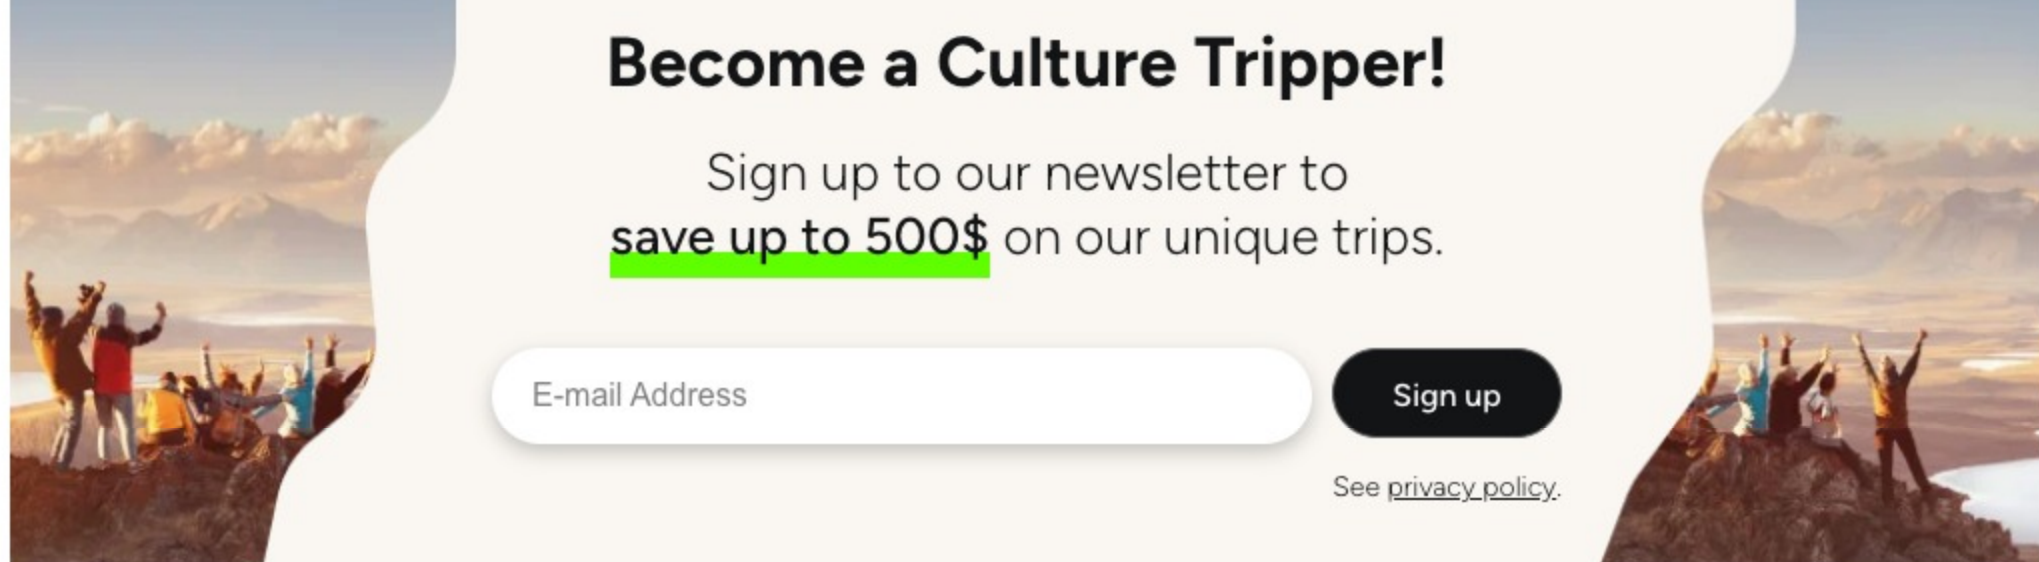 Become a Culture Tripper!
Sign up to our newsletter to
save up to 500$ on our unique trips.
E-mail Address
Sign up
See privacy policy.